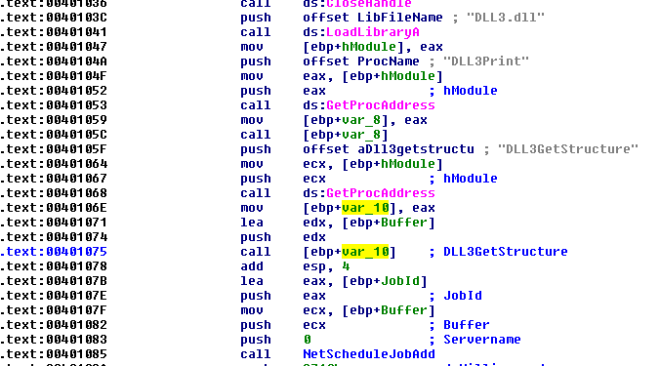 .text:00401036 call ds:CloseHandle
.text:0040103C push offset LibFileName ; "DLL3.dll"
.text:00401041 call ds:LoadLibraryA
.text:00401047 mov [ebp+hModule], eax
.text:0040104A push offset ProcName ; "DLL3Print"
.text:0040104F mov eax, [ebp+hModule]
.text:00401052 push eax ; hModule
.text:00401053 call ds:GetProcAddress
.text:00401059 mov [ebp+var_8], eax
.text:0040105C call [ebp+var_8]
.text:0040105F push offset aDll3getstructu ; "DLL3GetStructure"
.text:00401064 mov ecx, [ebp+hModule]
.text:00401067 push ecx ; hModule
.text:00401068 call ds:GetProcAddress
.text:0040106E mov [ebp+var_10], eax
.text:00401071 lea edx, [ebp+Buffer]
.text:00401074 push edx
.text:00401075 call [ebp+var_10] ; DLL3GetStructure
.text:00401078 add esp, 4
.text:0040107B lea eax, [ebp+JobId]
.text:0040107E push eax ; JobId
.text:0040107F mov ecx, [ebp+Buffer]
.text:00401082 push ecx ; Buffer
.text:00401083 push 0 ; Servername
.text:00401085 call NetScheduleJobAdd